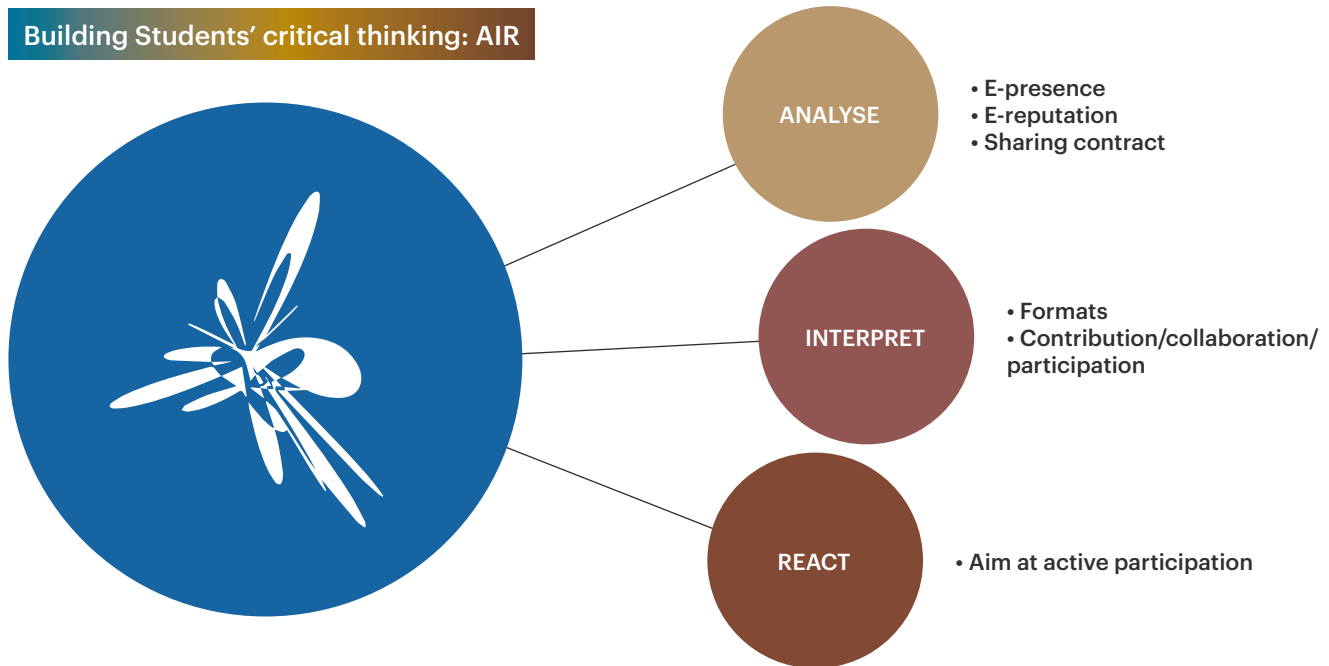 Building Students’ critical thinking: AIR
ANALYSE
• E-presence
• E-reputation
• Sharing contract
INTERPRET
• Formats
• Contribution/collaboration/
participation
REACT
• Aim at active participation